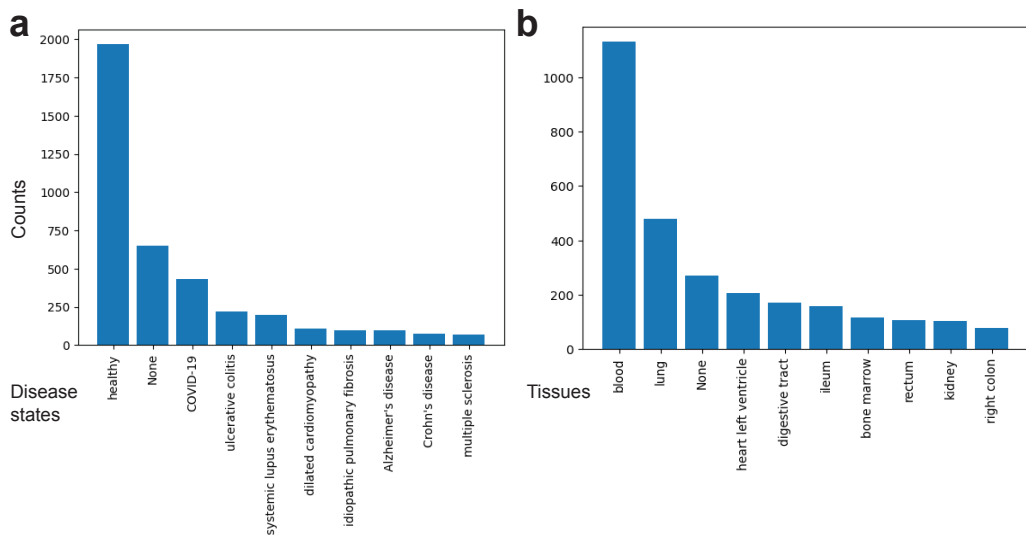 a
Counts
2000
1750
1500
1250
1000
750
500
250
0
Disease
states
healthy
None
COVID-19
ulcerative colitis
systemic lupus erythematosus
dilated cardiomyopathy
idiopathic pulmonary fibrosis
Alzheimer's disease
Crohn's disease
multiple sclerosis
b
1000
800
600
400
200
0
Tissues
blood
lung
None
heart left ventricle
digestive tract
ileum
bone marrow
rectum
kidney
right colon